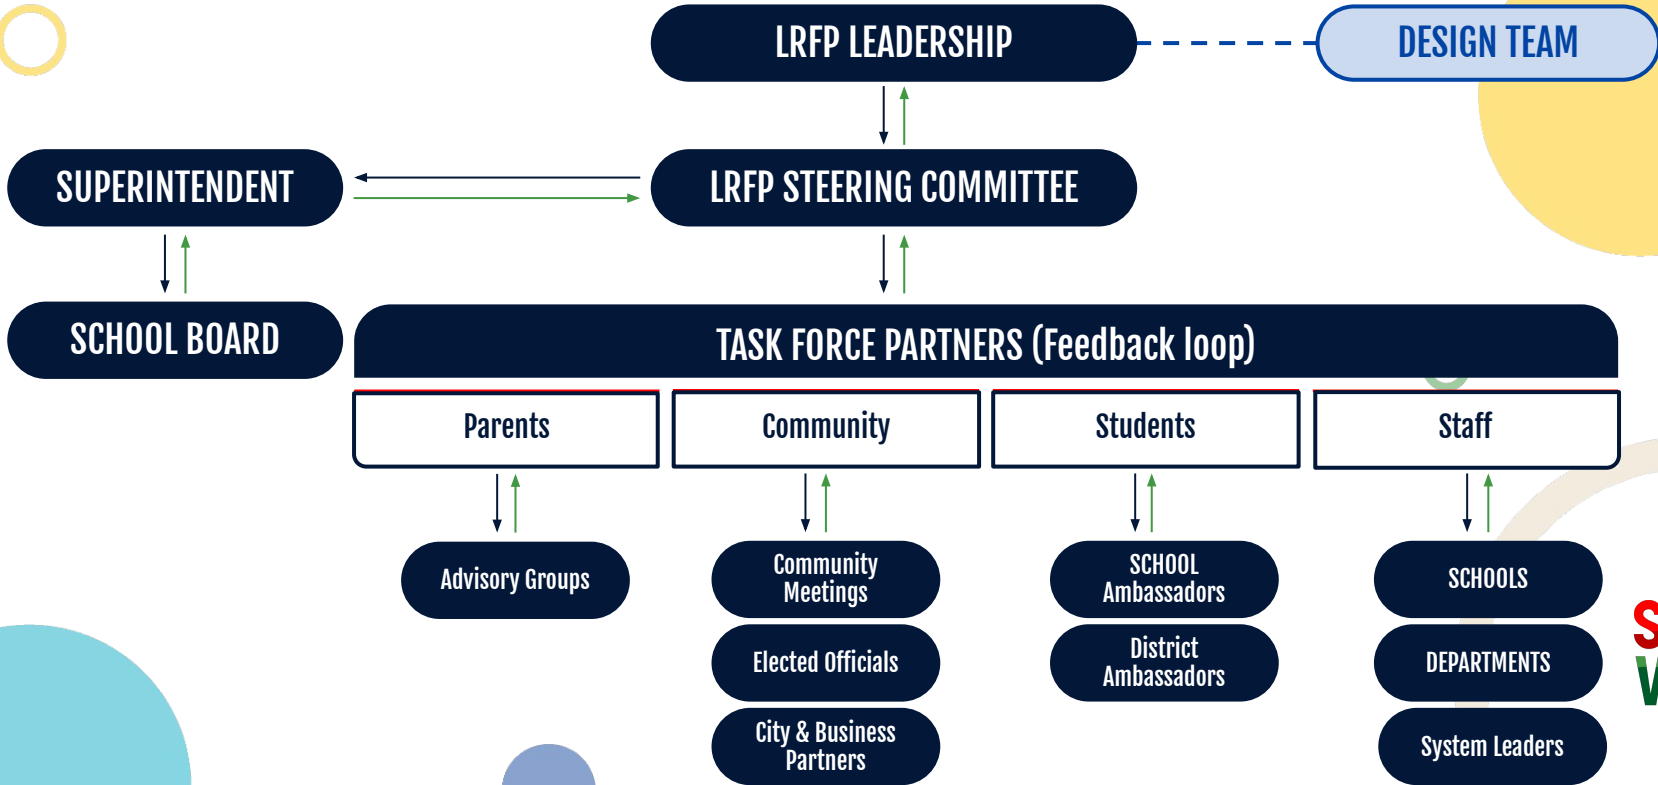 LRFP LEADERSHIP
DESIGN TEAM
SUPERINTENDENT
LRFP STEERING COMMITTEE
SCHOOL BOARD
TASK FORCE PARTNERS (Feedback loop)
Parents
Community
Students
Staff
Advisory Groups
Community
Meetings
Elected Officials
City & Business
Partners
SCHOOL
Ambassadors
District
Ambassadors
SCHOOLS
DEPARTMENTS
System Leaders